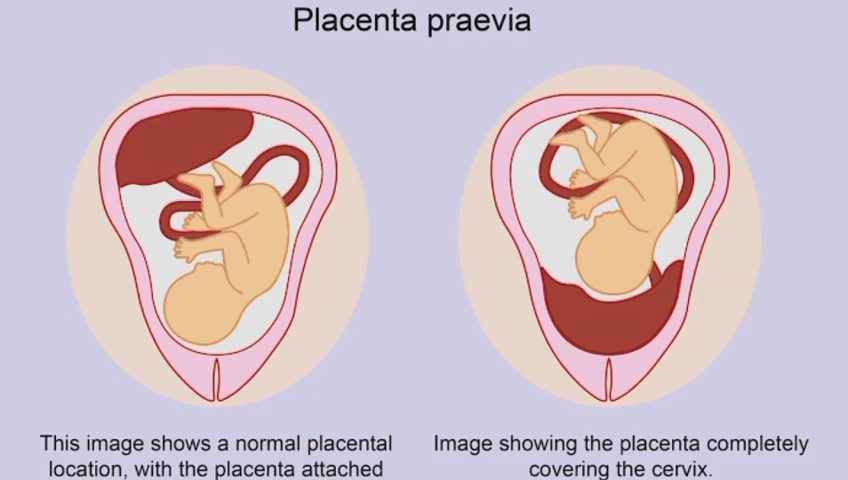 Placenta praevia
This image shows a normal placental
location, with the placenta attached
Image showing the placenta completely
covering the cervix.